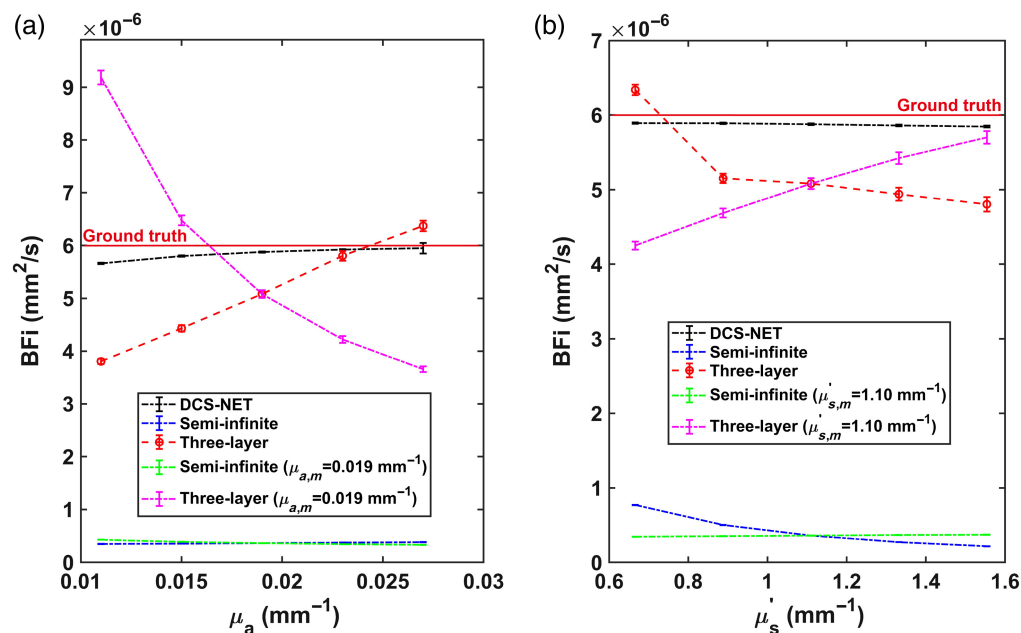 (a)
×10⁻⁶
9
8
7
6
5
4
3
2
1
0
BFi (mm²/s)
Ground truth
DCS-NET
Semi-infinite
Three-layer
Semi-infinite (μa,m=0.019 mm⁻¹)
Three-layer (μa,m=0.019 mm⁻¹)
0.01 0.015 0.02 0.025 0.03
μa (mm⁻¹)
(b)
×10⁻⁶
7
6
5
4
3
2
1
0
BFi (mm²/s)
Ground truth
DCS-NET
Semi-infinite
Three-layer
Semi-infinite (μ's,m=1.10 mm⁻¹)
Three-layer (μ's,m=1.10 mm⁻¹)
0.6 0.8 1 1.2 1.4 1.6
μ's (mm⁻¹)